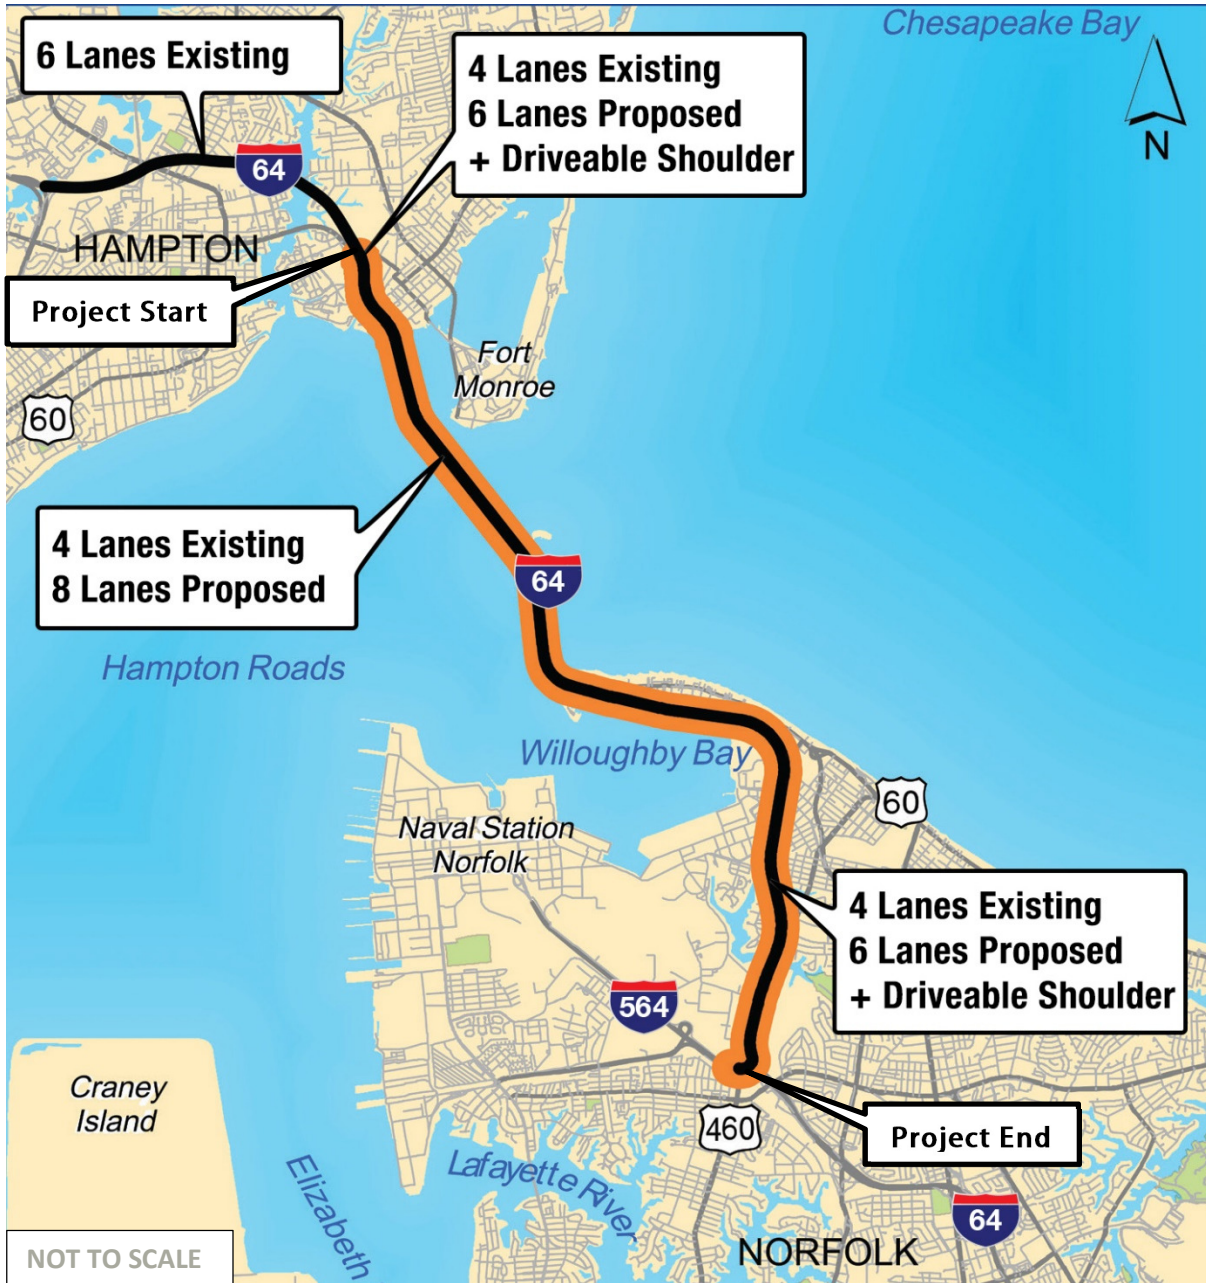 Chesapeake Bay
6 Lanes Existing
4 Lanes Existing
6 Lanes Proposed
+ Driveable Shoulder
N
64
HAMPTON
Project Start
Fort
Monroe
60
4 Lanes Existing
8 Lanes Proposed
64
Hampton Roads
Willoughby Bay
60
Naval Station
Norfolk
4 Lanes Existing
6 Lanes Proposed
+ Driveable Shoulder
564
Craney
Island
460
Project End
Lafayette River
Elizabeth
64
NORFOLK
NOT TO SCALE